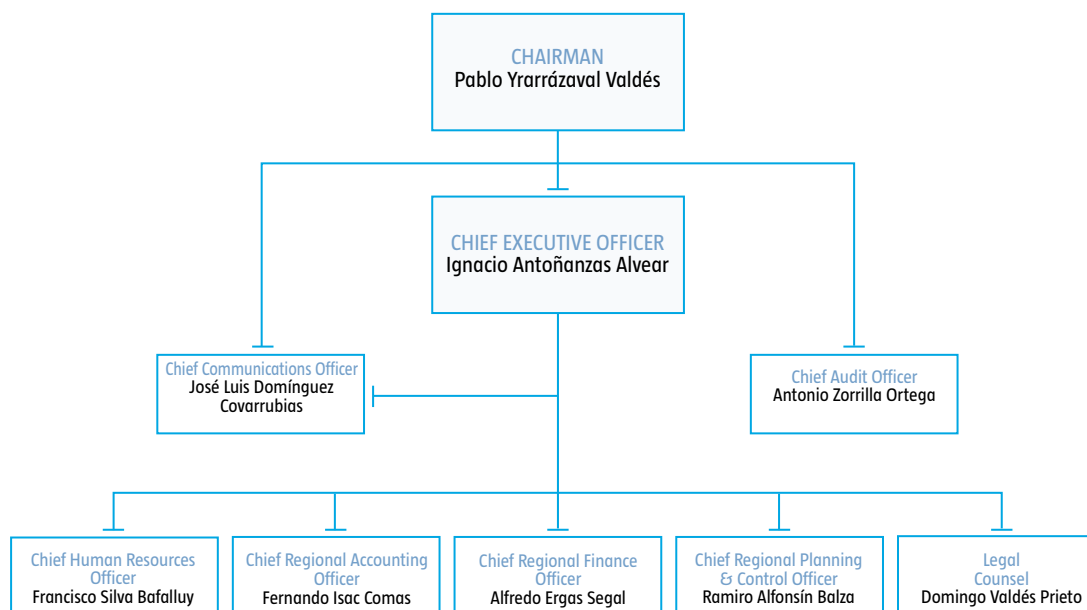 CHAIRMAN
Pablo Yrarrázaval Valdés
CHIEF EXECUTIVE OFFICER
Ignacio Antoñanzas Alvear
Chief Communications Officer
José Luis Domínguez
Covarrubias
Chief Audit Officer
Antonio Zorrilla Ortega
Chief Human Resources
Officer
Francisco Silva Bafalluy
Chief Regional Accounting
Officer
Fernando Isac Comas
Chief Regional Finance
Officer
Alfredo Ergas Segal
Chief Regional Planning
& Control Officer
Ramiro Alfonsín Balza
Legal
Counsel
Domingo Valdés Prieto